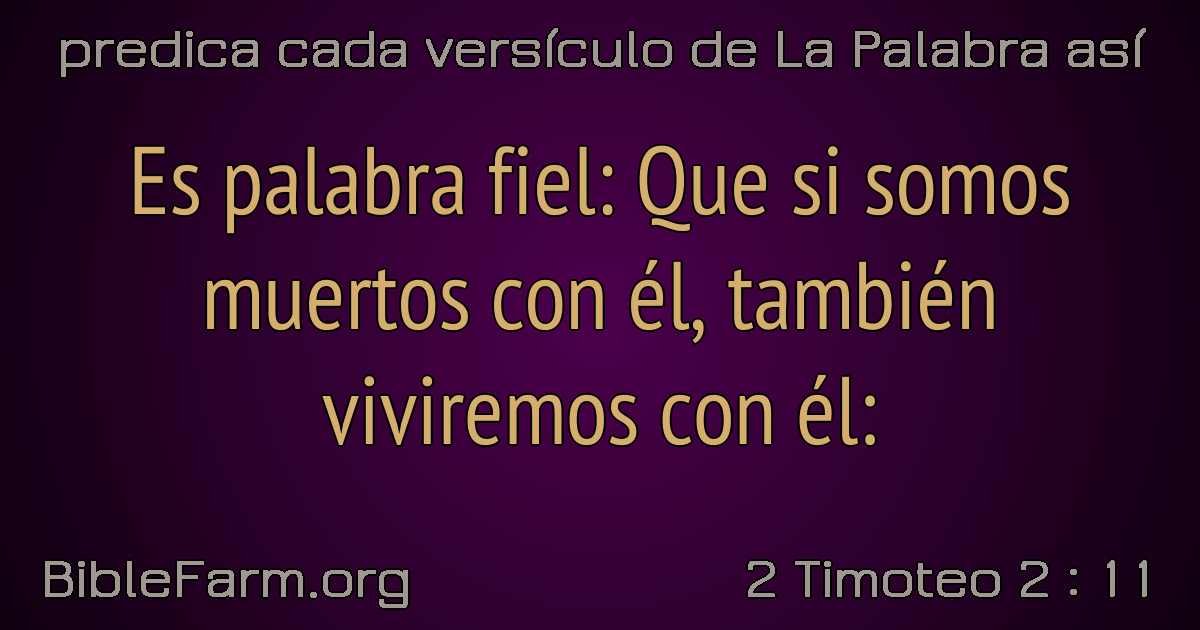 predica cada versículo de La Palabra así
Es palabra fiel: Que si somos
muertos con él, también
viviremos con él:
BibleFarm.org
2 Timoteo 2 : 11